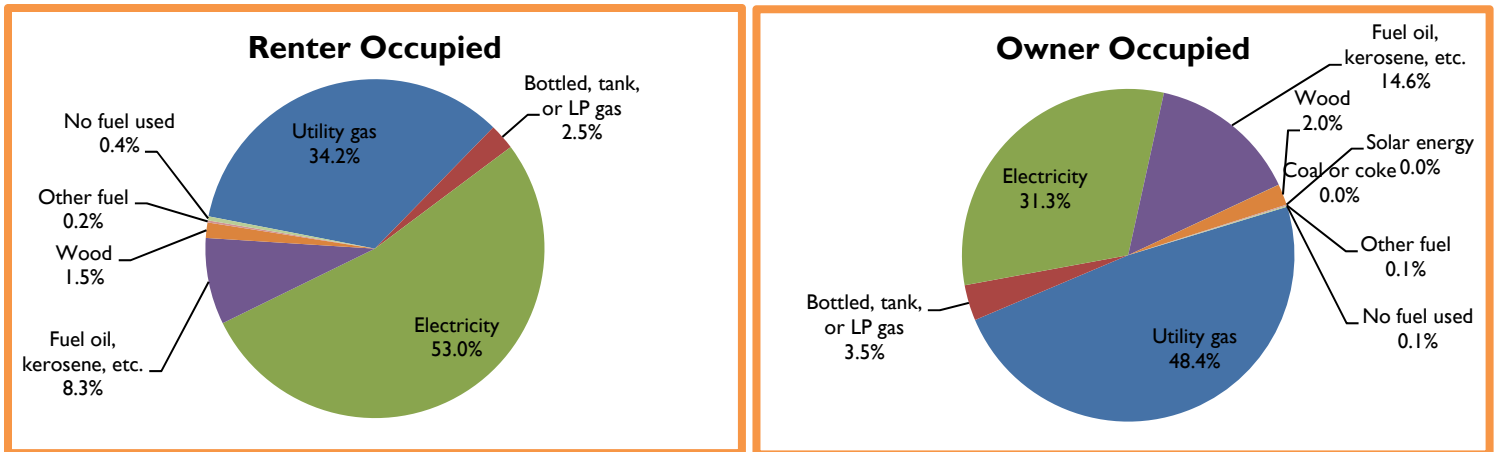 Renter Occupied
Bottled, tank,
or LP gas
2.5%
No fuel used
0.4%
Utility gas
34.2%
Other fuel
0.2%
Wood
1.5%
Electricity
53.0%
Fuel oil,
kerosene, etc.
8.3%
Owner Occupied
Fuel oil,
kerosene, etc.
14.6%
Wood
2.0%
Solar energy
0.0%
Coal or coke
0.0%
Electricity
31.3%
Other fuel
0.1%
Bottled, tank,
or LP gas
3.5%
No fuel used
0.1%
Utility gas
48.4%